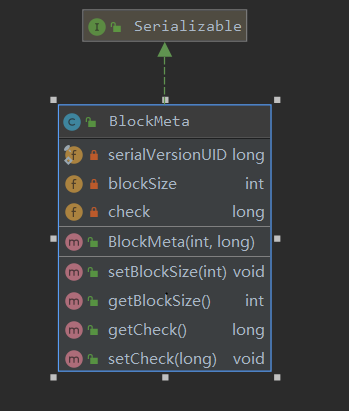 I Serializable
C BlockMeta
f serialVersionUID long
f blockSize int
f check long
m BlockMeta(int, long)
m setBlockSize(int) void
m getBlockSize() int
m getCheck() long
m setCheck(long) void